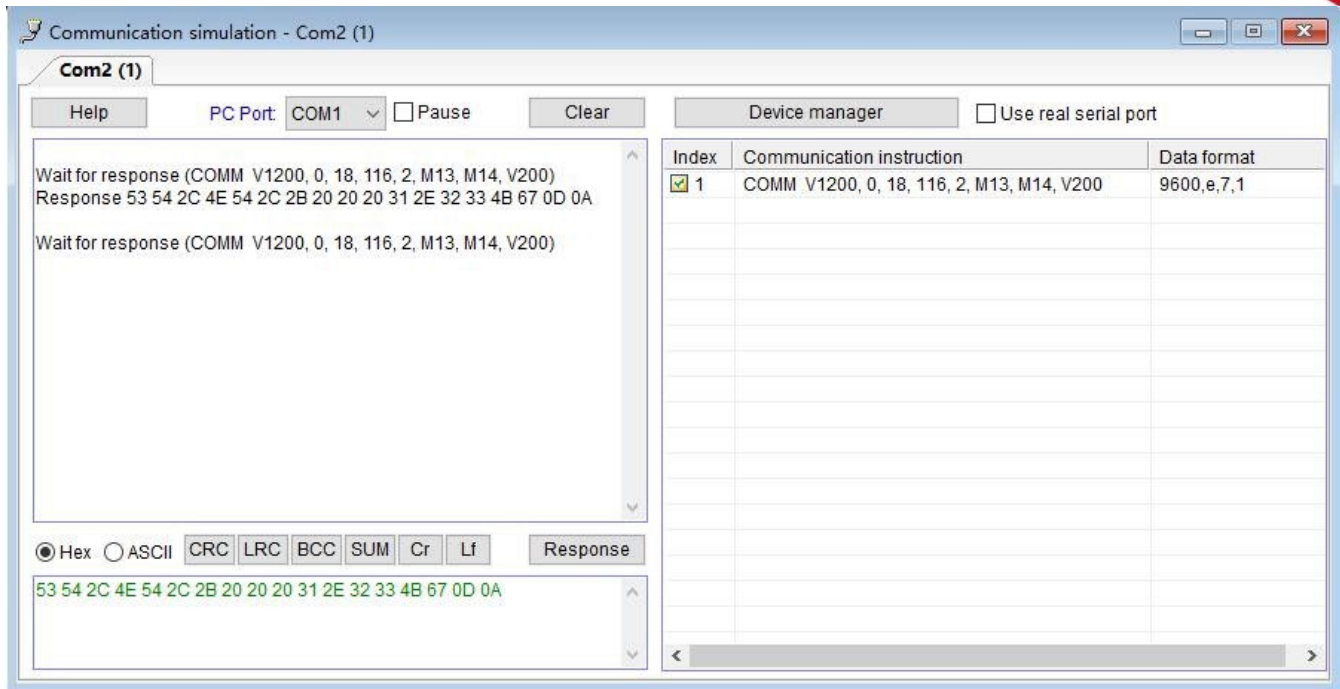 Communication simulation - Com2 (1)
Com2 (1)
Help PC Port: COM1 Pause Clear Device manager Use real serial port
Wait for response (COMM V1200, 0, 18, 116, 2, M13, M14, V200)
Response 53 54 2C 4E 54 2C 2B 20 20 20 31 2E 32 33 4B 67 0D 0A
Wait for response (COMM V1200, 0, 18, 116, 2, M13, M14, V200)
Hex ASCII CRC LRC BCC SUM Cr Lf Response
53 54 2C 4E 54 2C 2B 20 20 20 31 2E 32 33 4B 67 0D 0A
Index Communication instruction Data format
1 COMM V1200, 0, 18, 116, 2, M13, M14, V200 9600,e,7,1